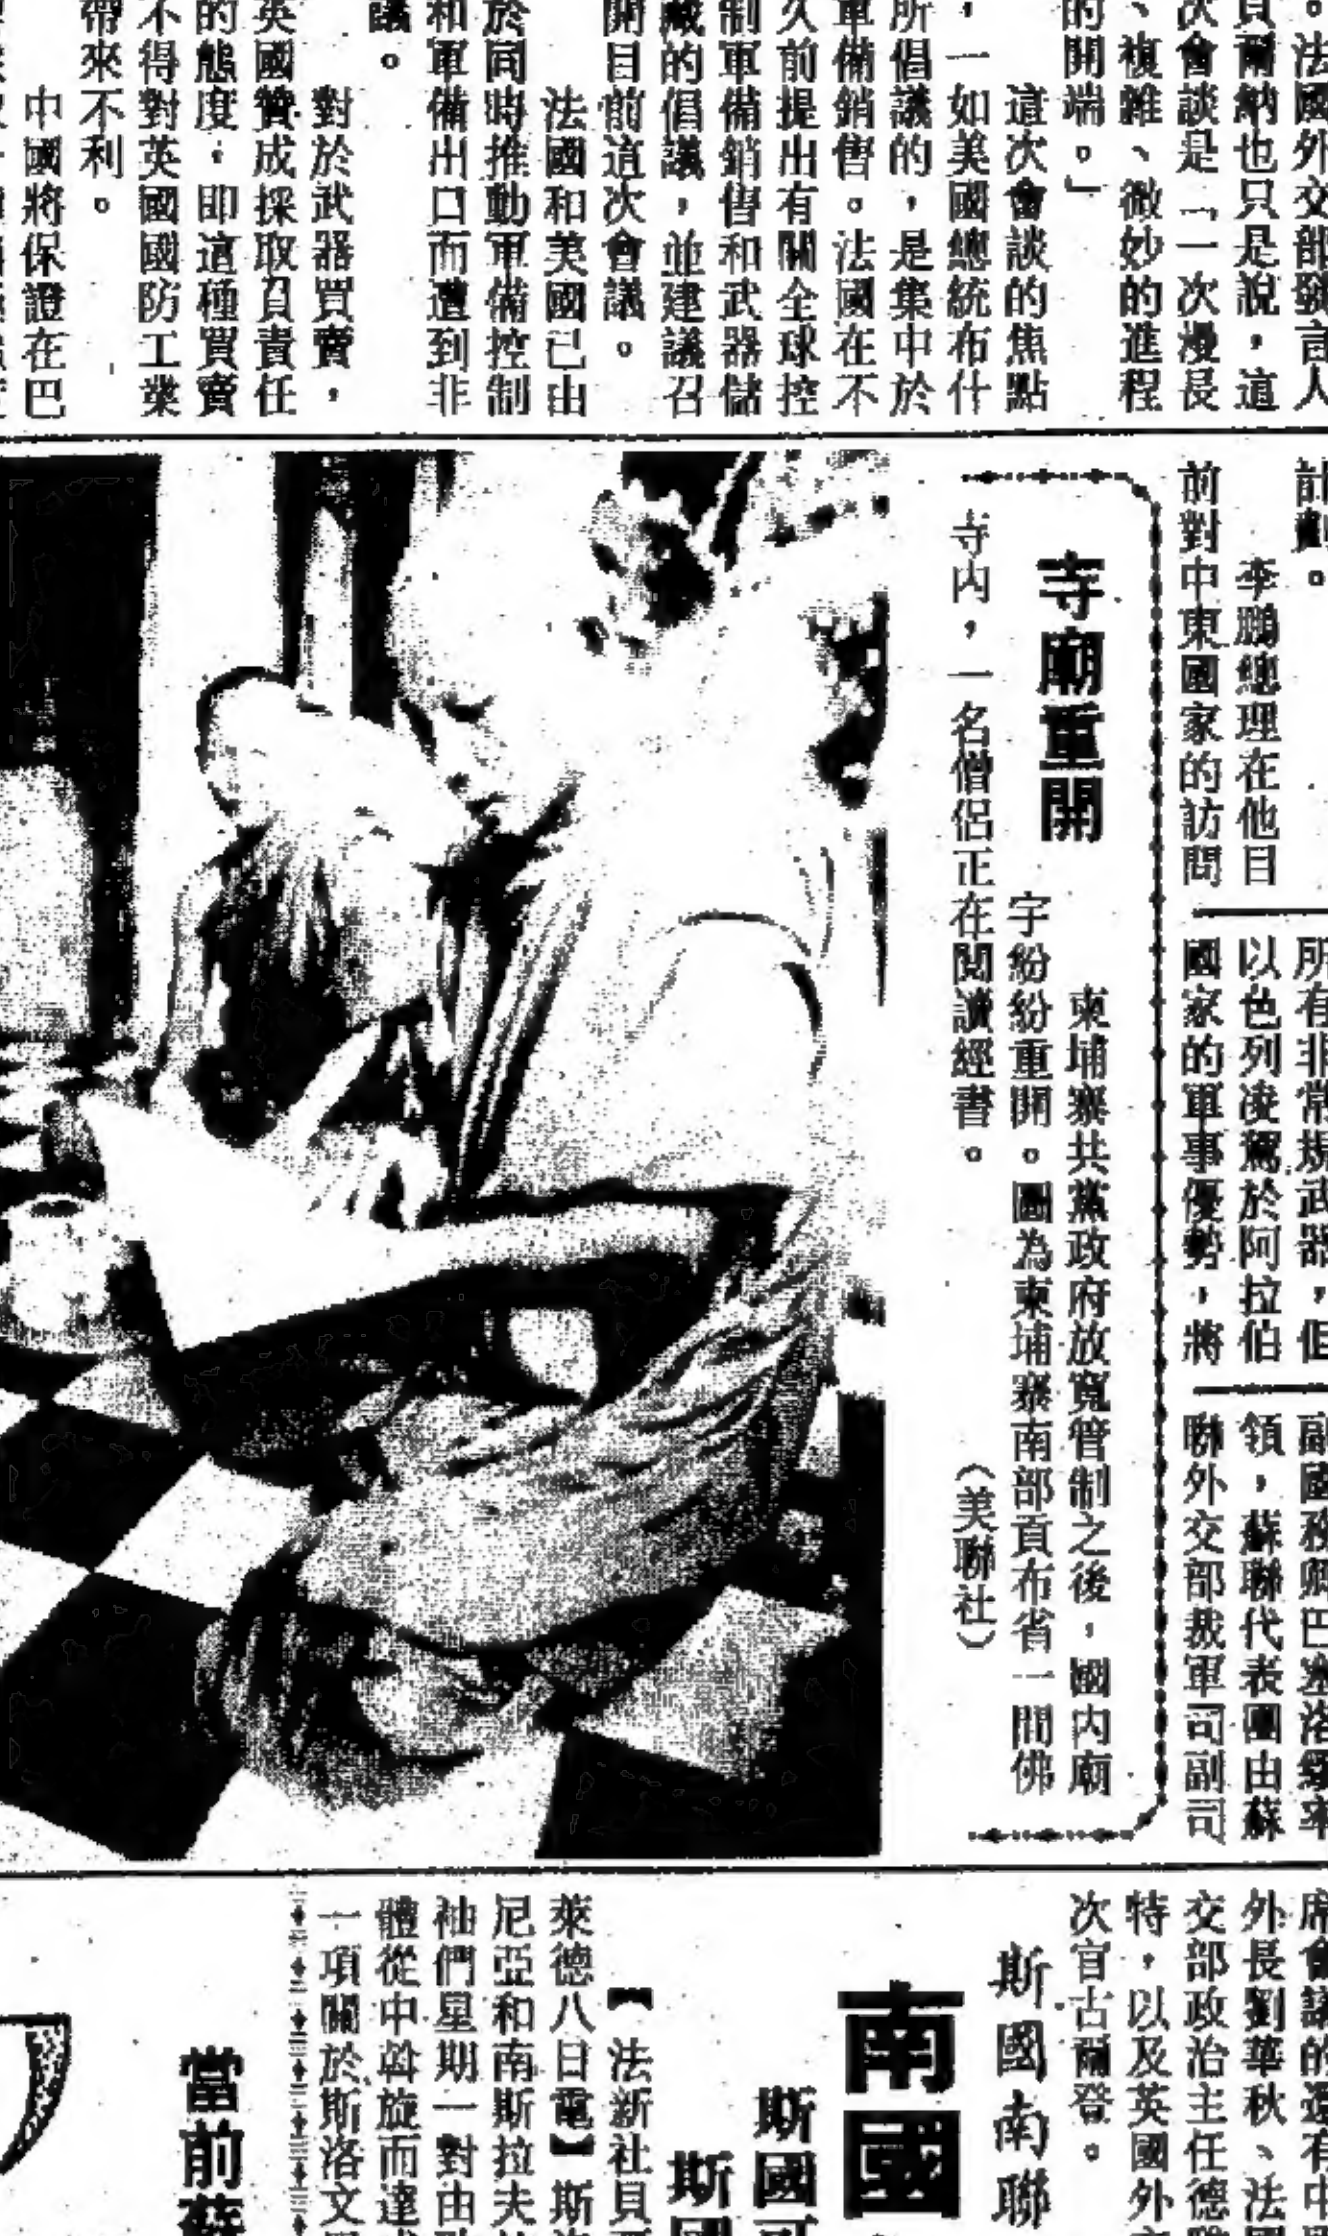 。法國外交部發言人
貝爾納也只是說，這
次會談是「一次漫長
、複雜、微妙的進程
的開端。」
這次會談的焦點
，一如美國總統布什
所倡議的，是集中於
軍備銷售。法國在不
久前提出有關全球控
制軍備銷售和武器儲
藏的倡議，並建議召
開目前這次會議。
法國和美國已由
於同時推動軍備控制
和軍備出口而遭到非
議。
對於武器買賣，
英國贊成採取負責任
的態度，即這種買賣
不得對英國國防工業
帶來不利。
中國將保證在巴
計劃。
李鵬總理在他目
前對中東國家的訪問
所有非常規武器，但
以色列凌駕於阿拉伯
國家的軍事優勢，將
副國務卿巴塞洛繆率
領，蘇聯代表團由蘇
聯外交部裁軍司副司
寺廟重開
柬埔寨共黨政府放寬管制之後，國內廟
宇紛紛重開。圖為柬埔寨南部貢布省一間佛
寺內，一名僧侶正在閱讀經書。（美聯社）
席會議的還有中國
外長劉華秋、法國
交部政治主任德
特，以及英國外
次官古爾登。
斯國南聯
南國
斯國
斯國
【法新社貝
萊德八日電】斯洛
尼亞和南斯拉夫
袖們星期一對由
體從中斡旋而達成
一項關於斯洛文
當前蘇